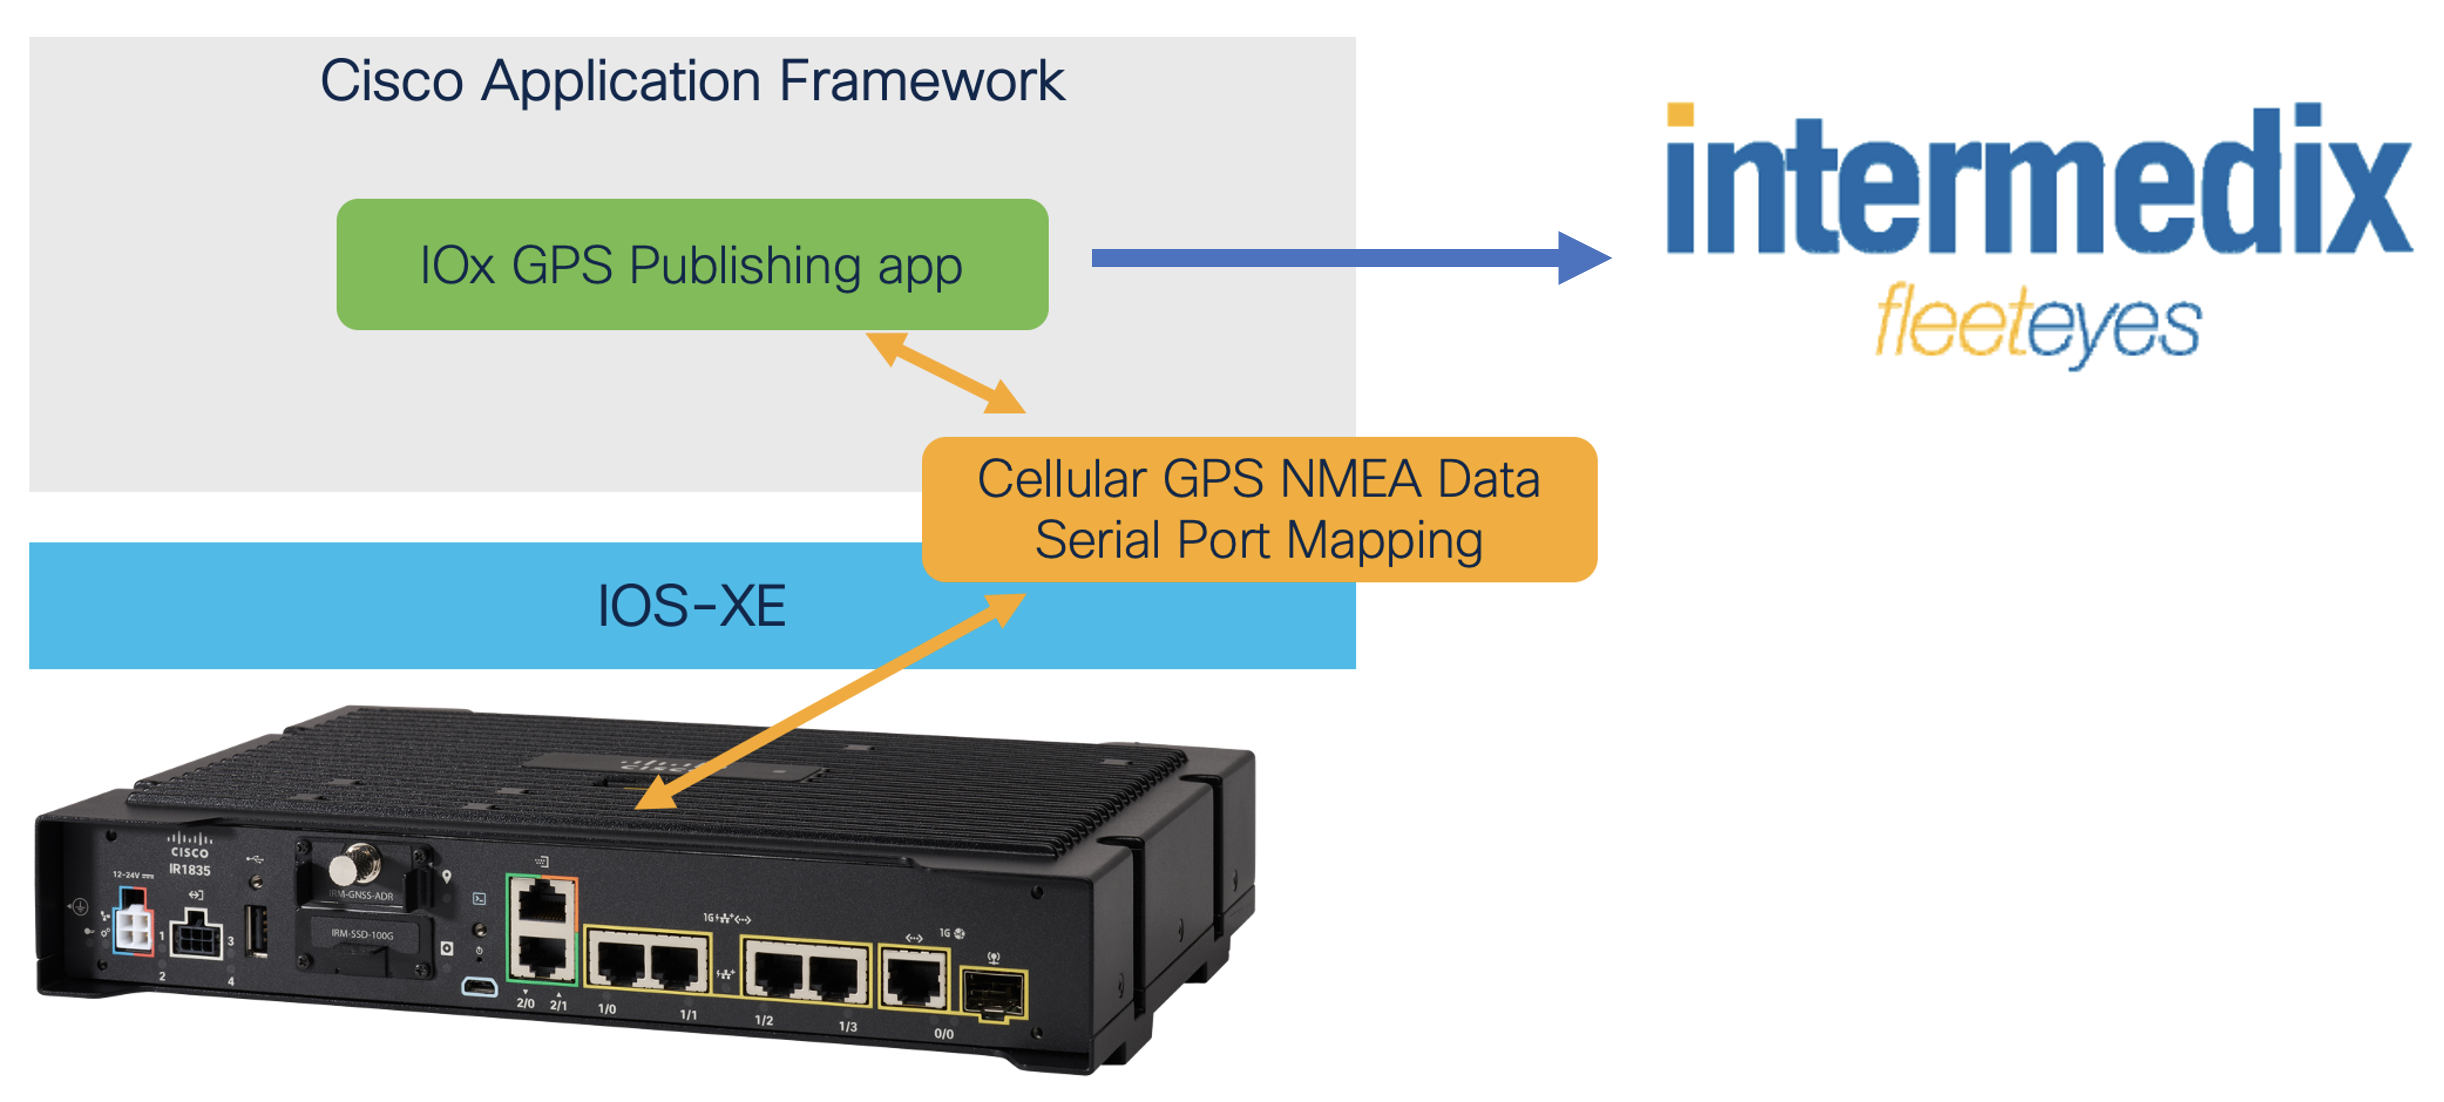 Cisco Application Framework
IOx GPS Publishing app
intermedix
fleeteyes
Cellular GPS NMEA Data
Serial Port Mapping
IOS-XE
CISCO
CISCO
IR1835
12-24V
IRM-GNSS-ADR
IRM-SSD-100G
1
2
3
4
1G
1G
2/0
2/1
1/0
1/1
1/2
1/3
0/0